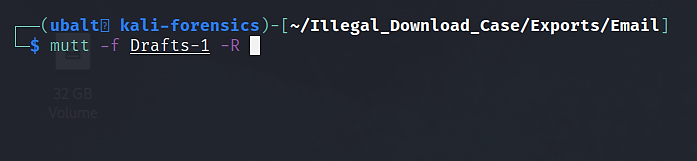 ┌──(ubalt㉿ kali-forensics)-[~/Illegal_Download_Case/Exports/Email]
└─$ mutt -f Drafts-1 -R
32 GB
Volume